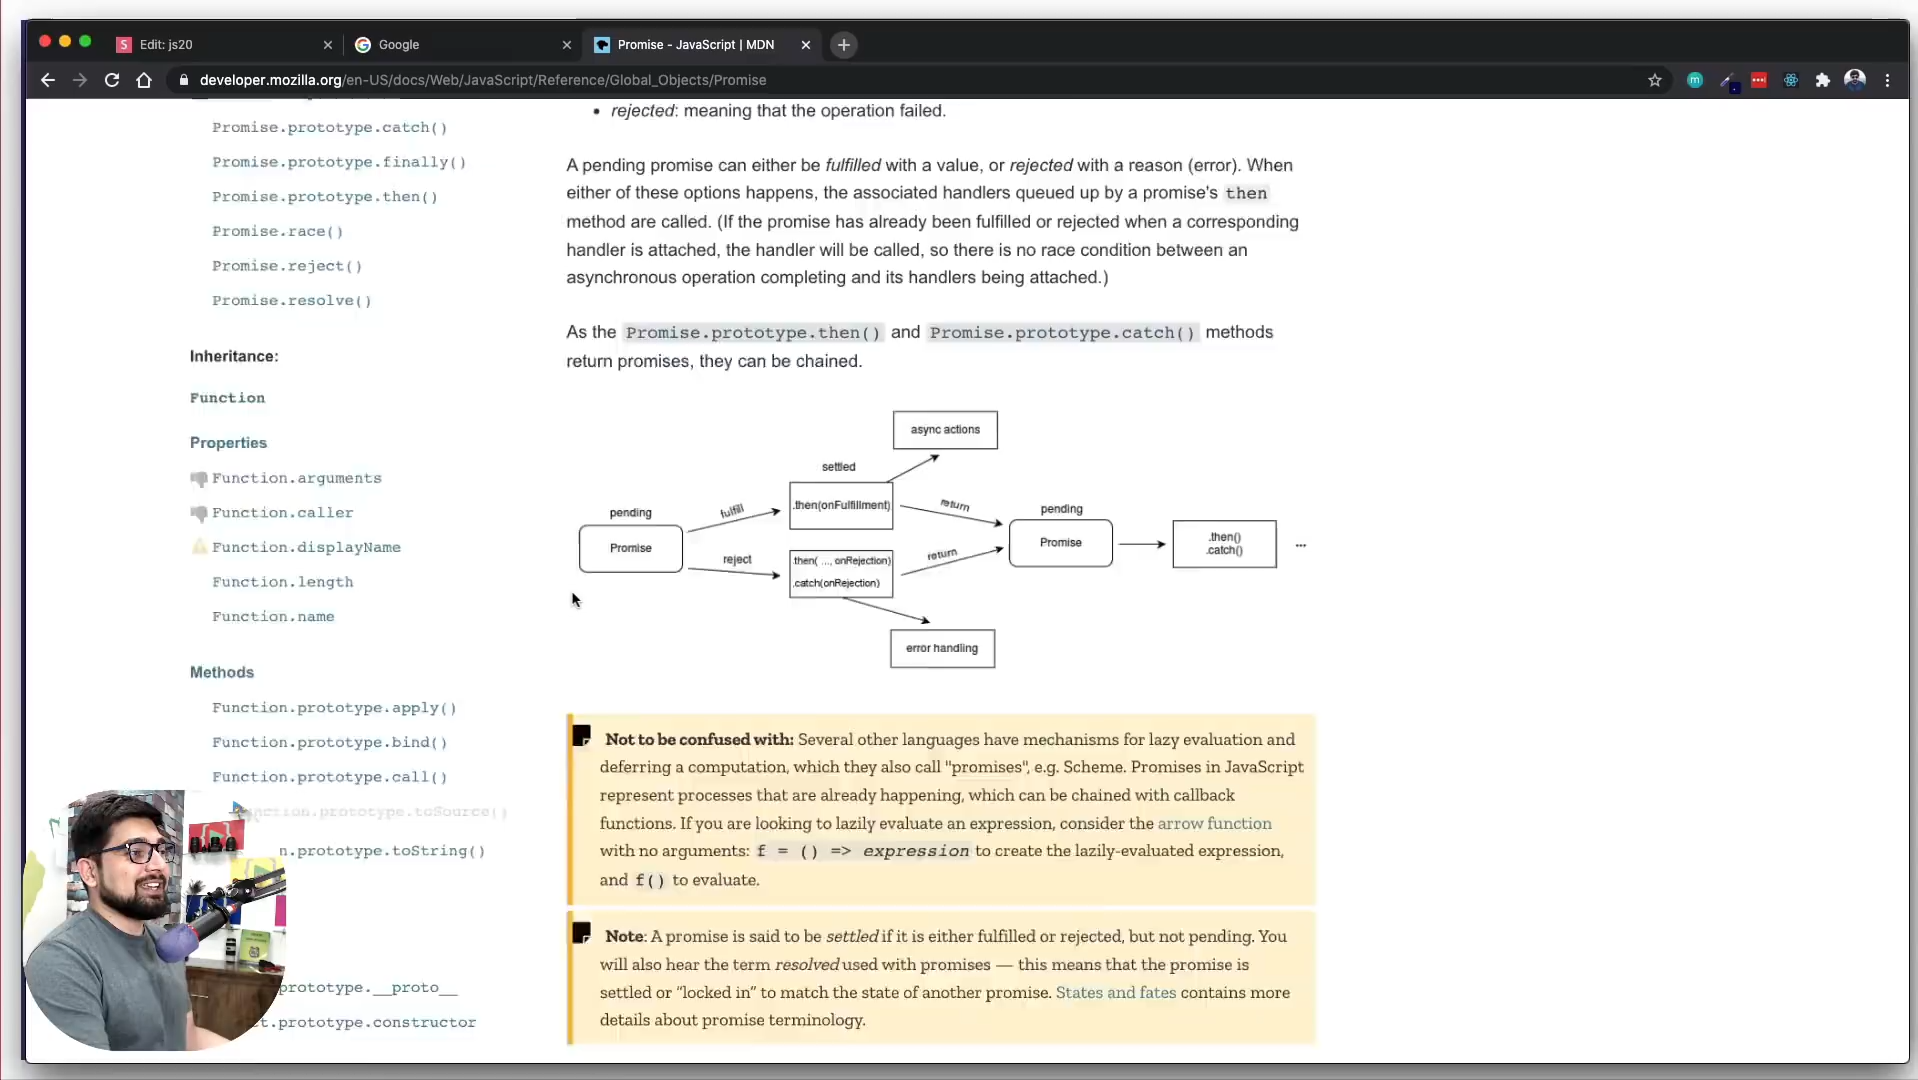 Edit: js20
Google
Promise - JavaScript | MDN
developer.mozilla.org/en-US/docs/Web/JavaScript/Reference/Global_Objects/Promise
Promise.prototype.catch()
Promise.prototype.finally()
Promise.prototype.then()
Promise.race()
Promise.reject()
Promise.resolve()
Inheritance:
Function
Properties
Function.arguments
Function.caller
Function.displayName
Function.length
Function.name
Methods
Function.prototype.apply()
Function.prototype.bind()
Function.prototype.call()
nction.prototype.toSource()
n.prototype.toString()
prototype.__proto__
ct.prototype.constructor
• rejected: meaning that the operation failed.
A pending promise can either be fulfilled with a value, or rejected with a reason (error). When
either of these options happens, the associated handlers queued up by a promise's then
method are called. (If the promise has already been fulfilled or rejected when a corresponding
handler is attached, the handler will be called, so there is no race condition between an
asynchronous operation completing and its handlers being attached.)
As the Promise.prototype.then() and Promise.prototype.catch() methods
return promises, they can be chained.
async actions
settled
.then(onFulfillment)
pending
fulfill
return
pending
Promise
Promise
.then()
.catch()
...
reject
return
.then( ..., onRejection)
.catch(onRejection)
error handling
Not to be confused with: Several other languages have mechanisms for lazy evaluation and
deferring a computation, which they also call "promises", e.g. Scheme. Promises in JavaScript
represent processes that are already happening, which can be chained with callback
functions. If you are looking to lazily evaluate an expression, consider the arrow function
with no arguments: f = () => expression to create the lazily-evaluated expression,
and f() to evaluate.
Note: A promise is said to be settled if it is either fulfilled or rejected, but not pending. You
will also hear the term resolved used with promises — this means that the promise is
settled or “locked in” to match the state of another promise. States and fates contains more
details about promise terminology.